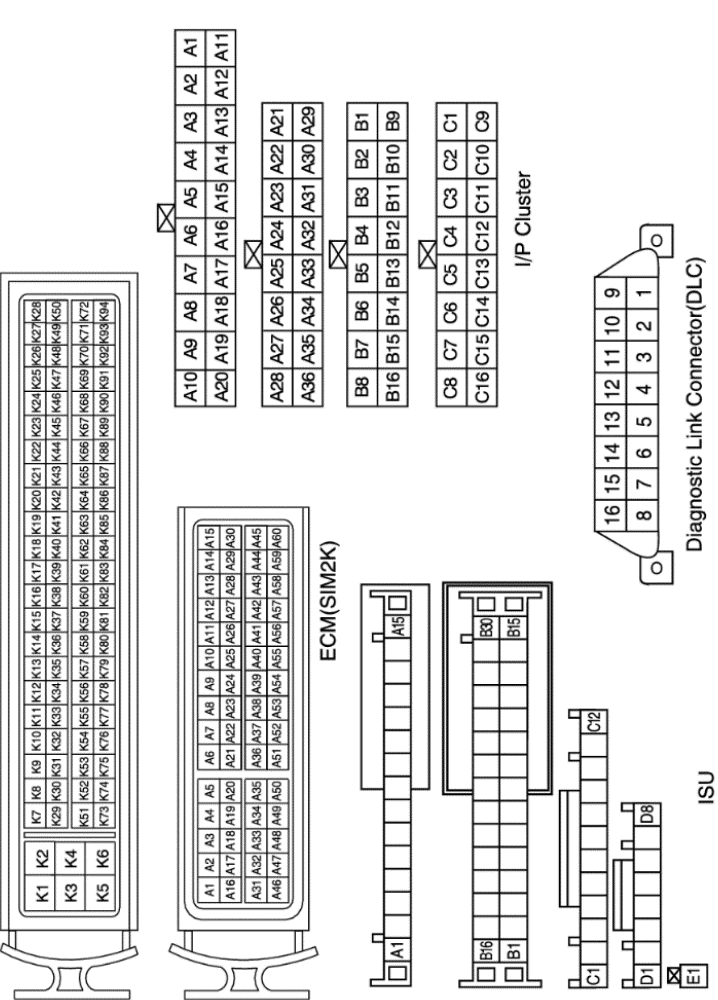 K1 K2
K3 K4
K5 K6
K7 K8 K9 K10 K11 K12 K13 K14 K15 K16 K17 K18 K19 K20 K21 K22 K23 K24 K25 K26 K27 K28
K29 K30 K31 K32 K33 K34 K35 K36 K37 K38 K39 K40 K41 K42 K43 K44 K45 K46 K47 K48 K49 K50
K51 K52 K53 K54 K55 K56 K57 K58 K59 K60 K61 K62 K63 K64 K65 K66 K67 K68 K69 K70 K71 K72
K73 K74 K75 K76 K77 K78 K79 K80 K81 K82 K83 K84 K85 K86 K87 K88 K89 K90 K91 K92 K93 K94
A1 A2 A3 A4 A5 A6 A7 A8 A9 A10 A11 A12 A13 A14 A15
A16 A17 A18 A19 A20 A21 A22 A23 A24 A25 A26 A27 A28 A29 A30
A31 A32 A33 A34 A35 A36 A37 A38 A39 A40 A41 A42 A43 A44 A45
A46 A47 A48 A49 A50 A51 A52 A53 A54 A55 A56 A57 A58 A59 A60
ECM(SIM2K)
A10 A9 A8 A7 A6 A5 A4 A3 A2 A1
A20 A19 A18 A17 A16 A15 A14 A13 A12 A11
A28 A27 A26 A25 A24 A23 A22 A21
A36 A35 A34 A33 A32 A31 A30 A29
B8 B7 B6 B5 B4 B3 B2 B1
B16 B15 B14 B13 B12 B11 B10 B9
C8 C7 C6 C5 C4 C3 C2 C1
C16 C15 C14 C13 C12 C11 C10 C9
I/P Cluster
A1 A15
B16 B30
B1 B15
C1 C12
D1 D8
E1
ISU
16 15 14 13 12 11 10 9
8 7 6 5 4 3 2 1
Diagnostic Link Connector(DLC)